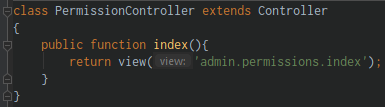 class PermissionController extends Controller
{
    public function index(){
        return view( view: 'admin.permissions.index');
    }
}